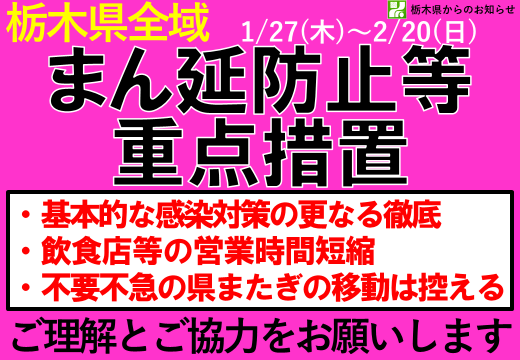 栃木県からのお知らせ
栃木県全域
1/27(木)～2/20(日)
まん延防止等
重点措置
・基本的な感染対策の更なる徹底
・飲食店等の営業時間短縮
・不要不急の県またぎの移動は控える
ご理解とご協力をお願いします